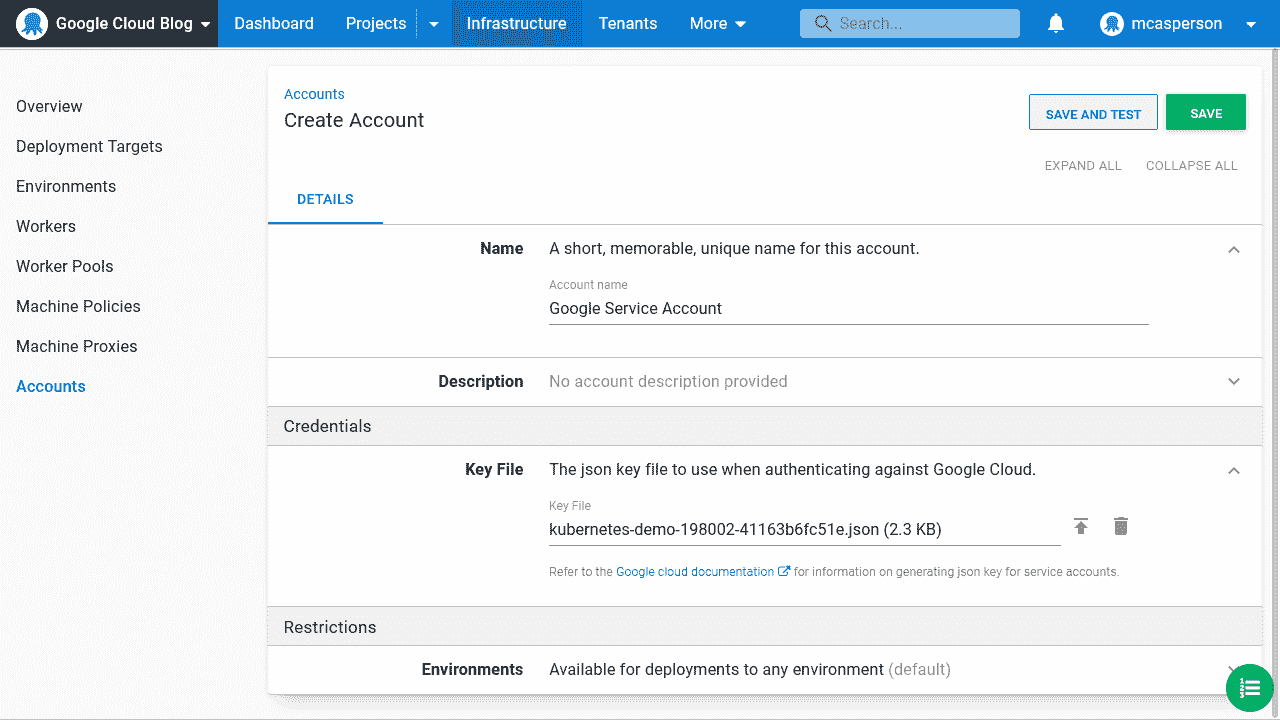 Google Cloud Blog Dashboard Projects Infrastructure Tenants More Search... mcasperson
Overview
Deployment Targets
Environments
Workers
Worker Pools
Machine Policies
Machine Proxies
Accounts
Accounts
Create Account
SAVE AND TEST SAVE
EXPAND ALL COLLAPSE ALL
DETAILS
Name A short, memorable, unique name for this account.
Account name
Google Service Account
Description No account description provided
Credentials
Key File The json key file to use when authenticating against Google Cloud.
Key File
kubernetes-demo-198002-41163b6fc51e.json (2.3 KB)
Refer to the Google cloud documentation for information on generating json key for service accounts.
Restrictions
Environments Available for deployments to any environment (default)